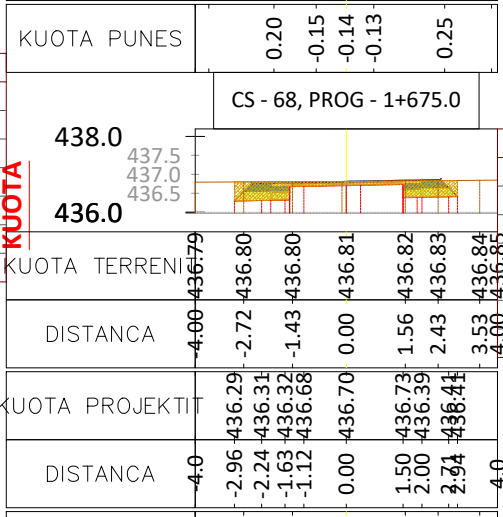 KUOTA PUNES 0.20 -0.15 -0.14 -0.13 0.25
CS - 68, PROG - 1+675.0
KUOTA
438.0
437.5
437.0
436.5
436.0
KUOTA TERRENIT 436.79 436.80 436.80 436.81 436.82 436.83 436.84 436.85
DISTANCA -4.00 -2.72 -1.43 0.00 1.56 2.43 3.53 4.00
KUOTA PROJEKTIT 436.29 436.31 436.32 436.68 436.70 436.73 436.39 436.41 436.41
DISTANCA -4.0 -2.96 -2.24 -1.63 -1.12 0.00 1.50 2.00 2.71 2.94 4.0